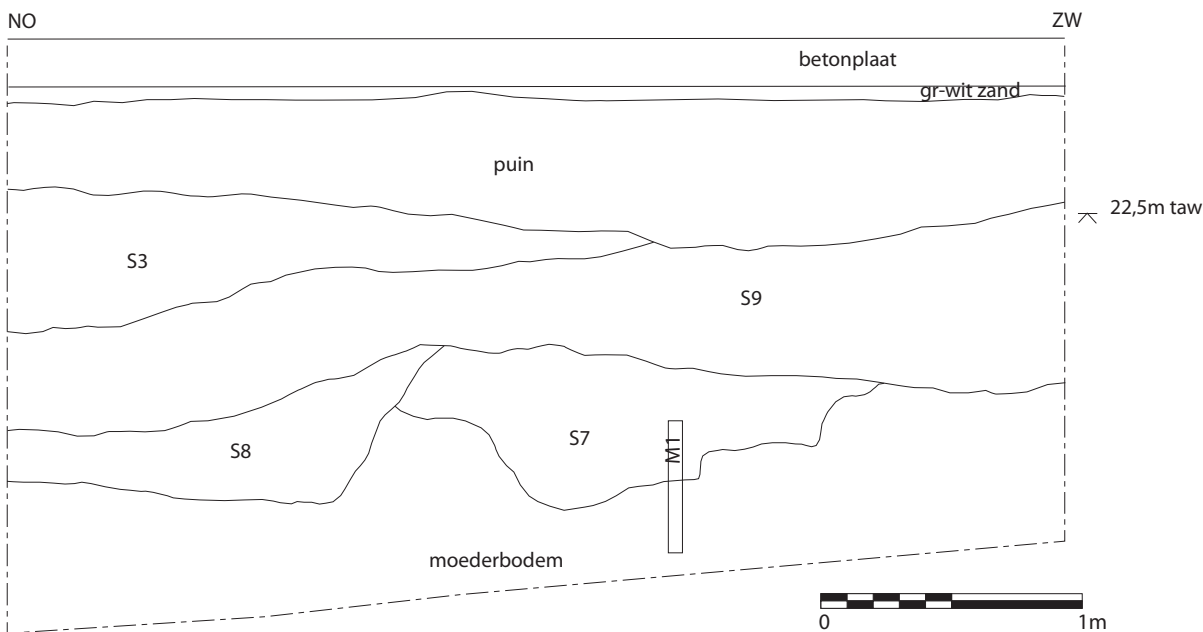 NO
ZW
betonplaat
gr-wit zand
puin
22,5m taw
S3
S9
S7
M1
S8
moederbodem
0
1m